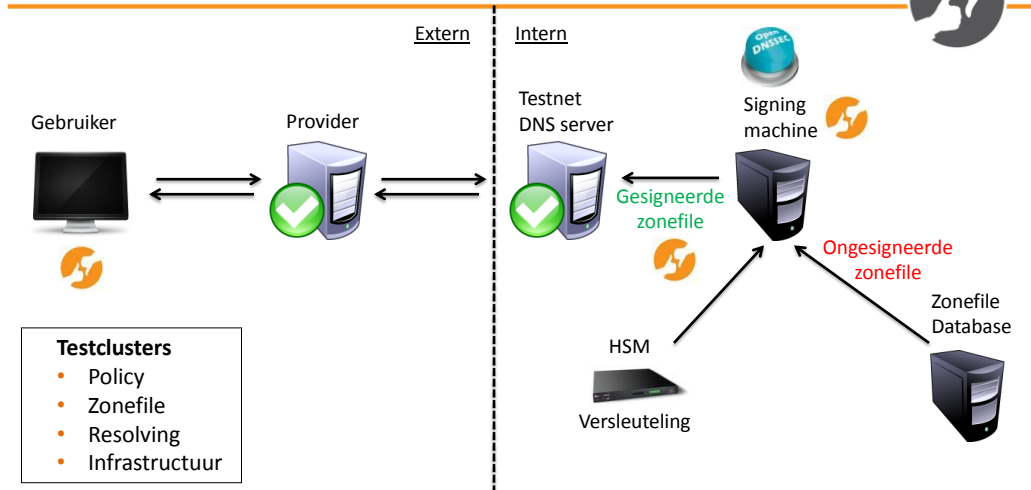 Extern
Intern
Open
DNSSEC
Gebruiker
Provider
Testnet
DNS server
Signing
machine
Gesigneerde
zonefile
Ongesigneerde
zonefile
Zonefile
Database
HSM
Versleuteling
Testclusters
• Policy
• Zonefile
• Resolving
• Infrastructuur